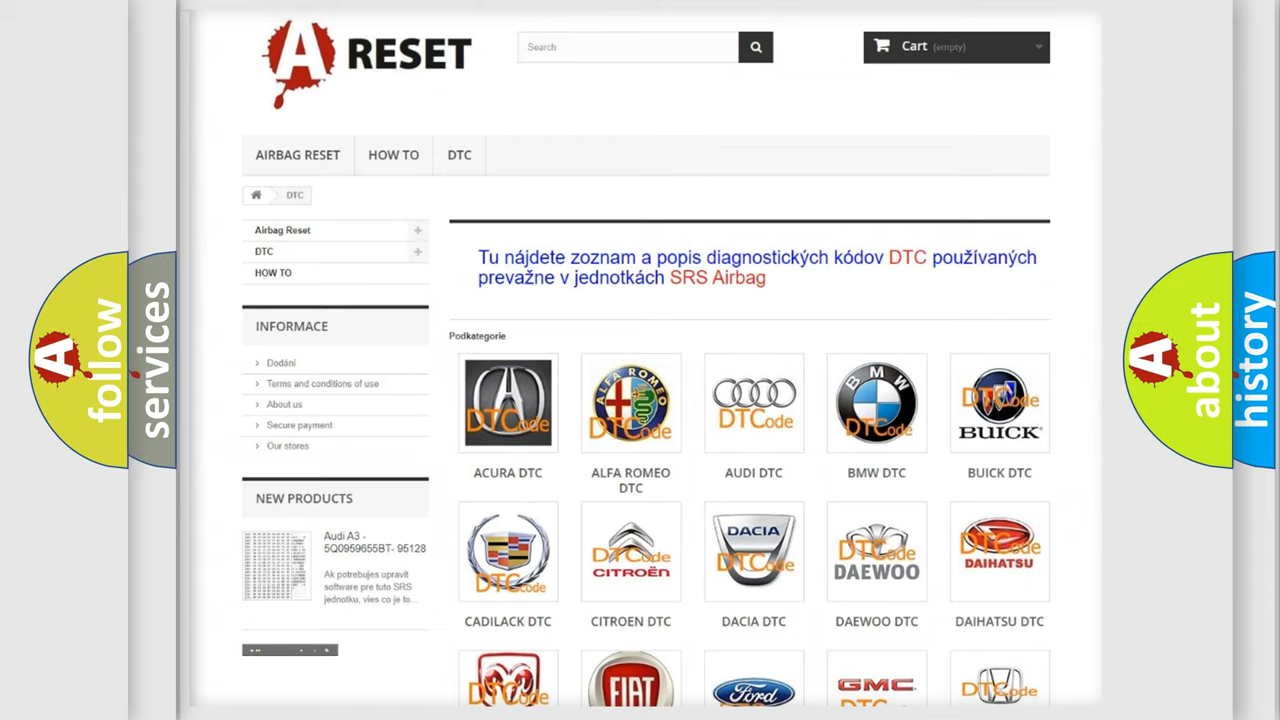 A RESET
Search
Cart (empty)
AIRBAG RESET
HOW TO
DTC
DTC
Airbag Reset
DTC
HOW TO
Tu nájdete zoznam a popis diagnostických kódov DTC používaných
prevažne v jednotkách SRS Airbag
INFORMACE
Dodání
Terms and conditions of use
About us
Secure payment
Our stores
NEW PRODUCTS
Audi A3 -
5Q0959655BT- 95128
Ak potrebujes upravit
software pre tuto SRS
jednotku, vies co je to...
Podkategorie
DTCode
ALFA ROMEO
DTCode
DTCode
BMW
DTCode
DTCode
BUICK
ACURA DTC
ALFA ROMEO
DTC
AUDI DTC
BMW DTC
BUICK DTC
DTCode
DTCode
CITROËN
DACIA
DTCode
DTCode
DAEWOO
DTCode
DAIHATSU
CADILACK DTC
CITROEN DTC
DACIA DTC
DAEWOO DTC
DAIHATSU DTC
DTCode
FIAT
Ford
GMC
DTCode
A follow
services
A about
history